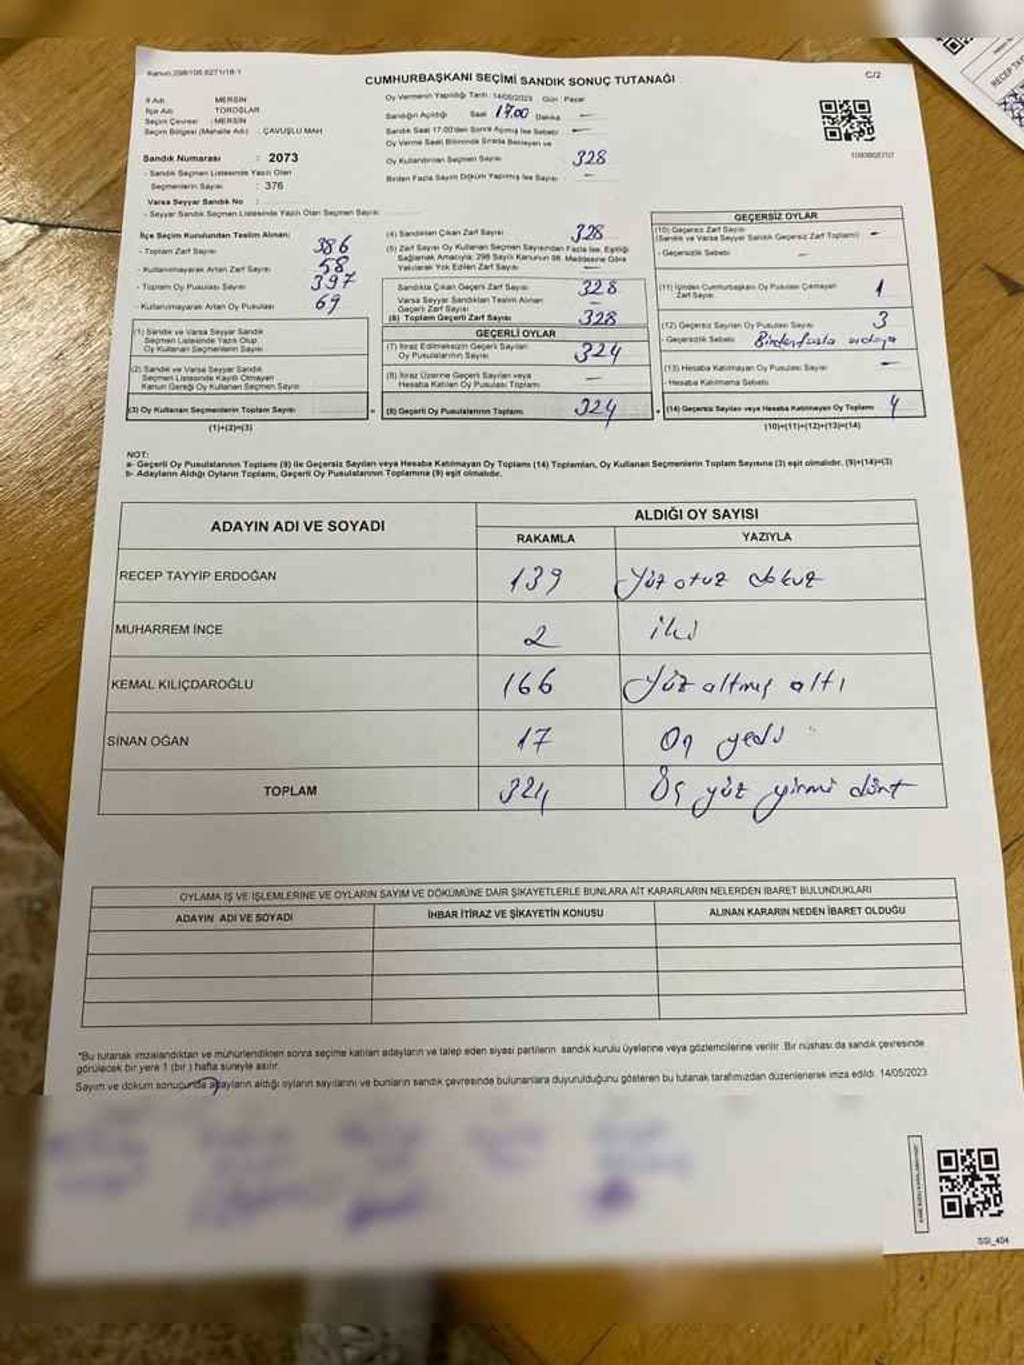 Kanun:298/105,6271/18-1
CUMHURBAŞKANI SEÇİMİ SANDIK SONUÇ TUTANAĞI
C/2
İl Adı : MERSİN
İlçe Adı : TOROSLAR
Seçim Çevresi : MERSİN
Seçim Bölgesi (Mahalle Adı) : ÇAVUŞLU MAH
Sandık Numarası : 2073
- Sandık Seçmen Listesinde Yazılı Olan
Seçmenlerin Sayısı : 376
Varsa Seyyar Sandık No :
- Seyyar Sandık Seçmen Listesinde Yazılı Olan Seçmen Sayısı:
Oy Vermenin Yapıldığı Tarih: 14/05/2023 Gün : Pazar
Sandığın Açıldığı Saat 17.00 Dakika —
Sandık Saat 17:00'den Sonra Açılmış İse Sebebi: —
Oy Verme Saati Bitiminde Sırada Bekleyen ve
Oy Kullandırılan Seçmen Sayısı 328
Birden Fazla Sayım Döküm Yapılmış İse Sayısı : —
İlçe Seçim Kurulundan Teslim Alınan:
- Toplam Zarf Sayısı 386
- Kullanılmayarak Artan Zarf Sayısı 58
- Toplam Oy Pusulası Sayısı 397
- Kullanılmayarak Artan Oy Pusulası 69
(1) Sandık ve Varsa Seyyar Sandık
Seçmen Listesinde Yazılı Olup
Oy Kullanan Seçmenlerin Sayısı
(2) Sandık ve Varsa Seyyar Sandık
Seçmen Listesinde Kayıtlı Olmayan
Kanun Gereği Oy Kullanan Seçmen Sayısı
(3) Oy Kullanan Seçmenlerin Toplam Sayısı =
(1)+(2)=(3)
(4) Sandıktan Çıkan Zarf Sayısı 328
(5) Zarf Sayısı Oy Kullanan Seçmen Sayısından Fazla İse, Eşitliği
Sağlamak Amacıyla; 298 Sayılı Kanunun 98. Maddesine Göre
Yakılarak Yok Edilen Zarf Sayısı —
Sandıkta Çıkan Geçerli Zarf Sayısı 328
Varsa Seyyar Sandıktan Teslim Alınan
Geçerli Zarf Sayısı —
(6) Toplam Geçerli Zarf Sayısı 328
GEÇERLİ OYLAR
(7) İtiraz Edilmeksizin Geçerli Sayılan
Oy Pusulalarının Sayısı 324
(8) İtiraz Üzerine Geçerli Sayılan veya
Hesaba Katılan Oy Pusulası Toplamı —
(9) Geçerli Oy Pusulalarının Toplamı 324 +
GEÇERSİZ OYLAR
(10) Geçersiz Zarf Sayısı
(Sandık ve Varsa Seyyar Sandık Geçersiz Zarf Toplamı) —
- Geçersizlik Sebebi —
(11) İçinden Cumhurbaşkanı Oy Pusulası Çıkmayan
Zarf Sayısı 1
(12) Geçersiz Sayılan Oy Pusulası Sayısı 3
- Geçersizlik Sebebi Birden fazla
(13) Hesaba Katılmayan Oy Pusulası Sayısı —
- Hesaba Katılmama Sebebi
(14) Geçersiz Sayılan veya Hesaba Katılmayan Oy Toplamı 4
(10)+(11)+(12)+(13)=(14)
NOT:
a- Geçerli Oy Pusulalarının Toplamı (9) ile Geçersiz Sayılan veya Hesaba Katılmayan Oy Toplamı (14) Toplamları, Oy Kullanan Seçmenlerin Toplam Sayısına (3) eşit olmalıdır. (9)+(14)=(3)
b- Adayların Aldığı Oyların Toplamı, Geçerli Oy Pusulalarının Toplamına (9) eşit olmalıdır.
ADAYIN ADI VE SOYADI ALDIĞI OY SAYISI
RAKAMLA YAZIYLA
RECEP TAYYİP ERDOĞAN 139 Yüz otuz dokuz
MUHARREM İNCE 2 iki
KEMAL KILIÇDAROĞLU 166 Yüz altmış altı
SİNAN OĞAN 17 On yedi
TOPLAM 324 Üç yüz yirmi dört
OYLAMA İŞ VE İŞLEMLERİNE VE OYLARIN SAYIM VE DÖKÜMÜNE DAİR ŞİKAYETLERLE BUNLARA AİT KARARLARIN NELERDEN İBARET BULUNDUKLARI
ADAYIN ADI VE SOYADI İHBAR İTİRAZ VE ŞİKAYETİN KONUSU ALINAN KARARIN NEDEN İBARET OLDUĞU
*Bu tutanak imzalandıktan ve mühürlendikten sonra seçime katılan adayların ve talep eden siyasi partilerin sandık kurulu üyelerine veya gözlemcilerine verilir. Bir nüshası da sandık çevresinde
görülecek bir yere 1 (bir ) hafta süreyle asılır.
Sayım ve döküm sonucunda adayların aldığı oyların sayılarını ve bunların sandık çevresinde bulunanlara duyurulduğunu gösteren bu tutanak tarafımızdan düzenlenerek imza edildi. 14/05/2023
SSI_404
RECEP TAY